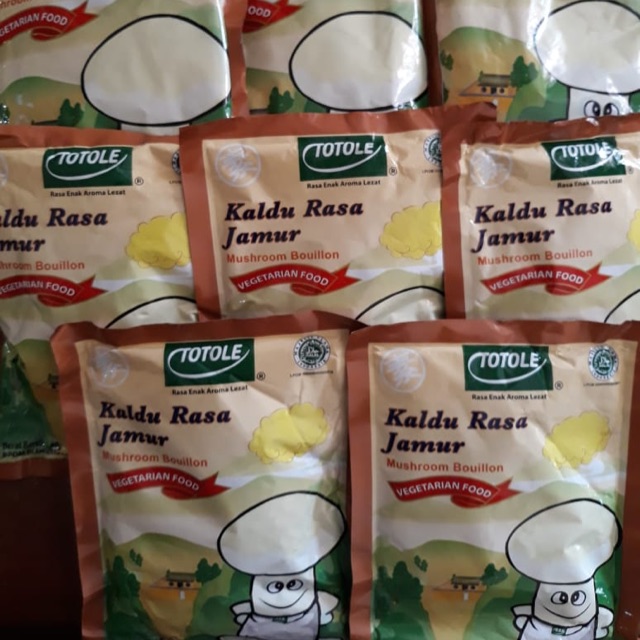 VEGETARIAN FOOD
VEGETARIAN FOOD
TOTOLE
®
Rasa Enak Aroma Lezat
Kaldu Rasa
Jamur
Mushroom Bouillon
VEGETARIAN FOOD
TOTOLE
®
Rasa Enak Aroma Lezat
Kaldu Rasa
Jamur
Mushroom Bouillon
VEGETARIAN FOOD
TOTOLE
Rasa Enak Aroma Lezat
Kaldu Rasa
Jamur
Mushroom Bouillon
VEGETARIAN FOOD
TOTOLE
®
Rasa Enak Aroma Lezat
Kaldu Rasa
Jamur
Mushroom Bouillon
VEGETARIAN FOOD
TOTOLE
®
Rasa Enak Aroma Lezat
Kaldu Rasa
Jamur
Mushroom Bouillon
VEGETARIAN FOOD